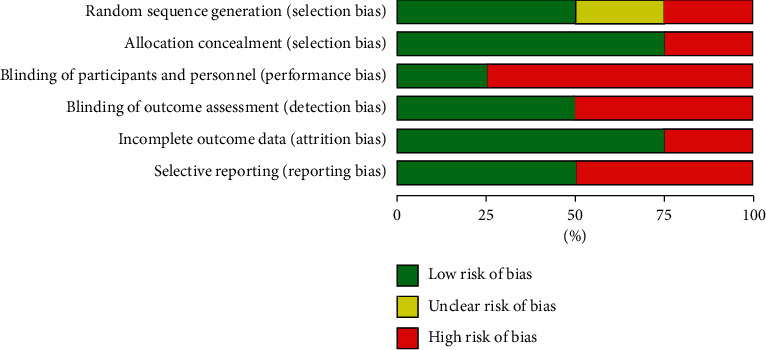 Random sequence generation (selection bias)
Allocation concealment (selection bias)
Blinding of participants and personnel (performance bias)
Blinding of outcome assessment (detection bias)
Incomplete outcome data (attrition bias)
Selective reporting (reporting bias)
0 25 50 75 100
(%)
Low risk of bias
Unclear risk of bias
High risk of bias